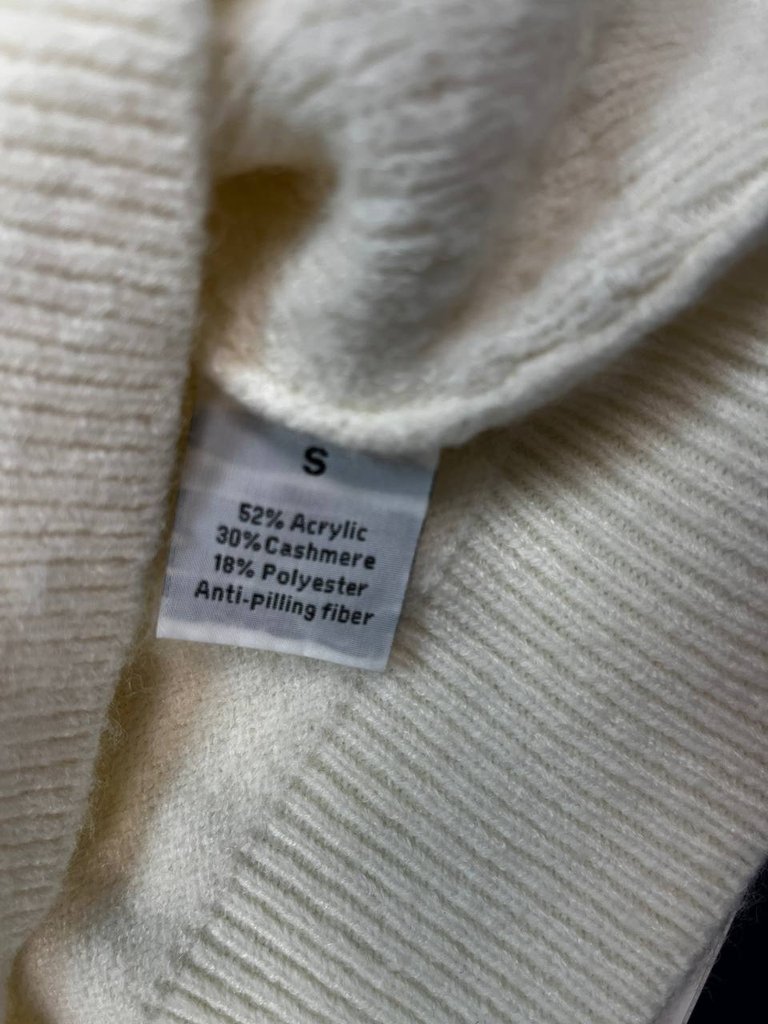 S
52% Acrylic
30% Cashmere
18% Polyester
Anti-pilling fiber